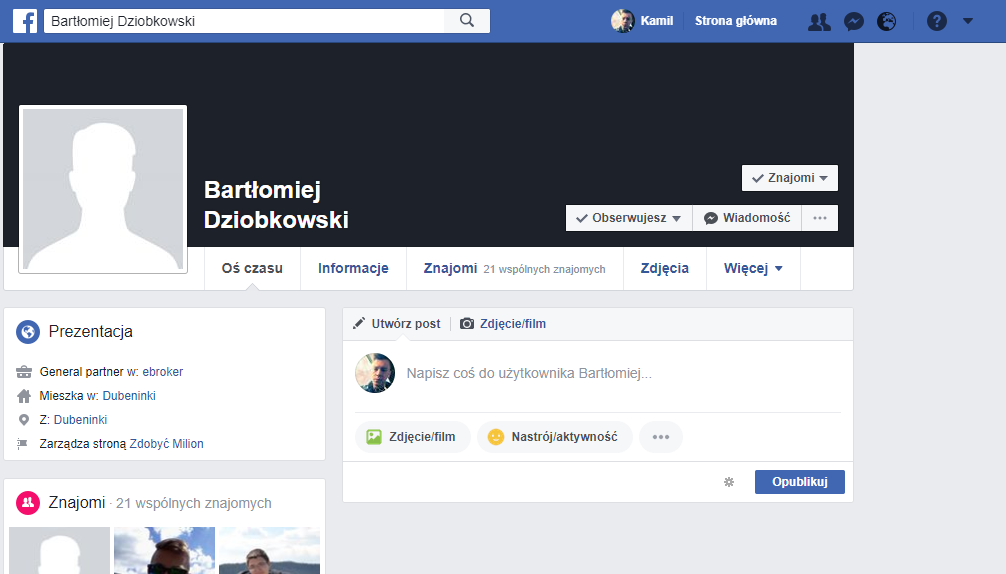 Bartłomiej Dziobkowski
Kamil
Strona główna
Bartłomiej
Dziobkowski
Znajomi
Obserwujesz
Wiadomość
Oś czasu
Informacje
Znajomi 21 wspólnych znajomych
Zdjęcia
Więcej
Prezentacja
General partner w: ebroker
Mieszka w: Dubeninki
Z: Dubeninki
Zarządza stroną Zdobyć Milion
Znajomi · 21 wspólnych znajomych
Utwórz post
Zdjęcie/film
Napisz coś do użytkownika Bartłomiej...
Zdjęcie/film
Nastrój/aktywność
Opublikuj